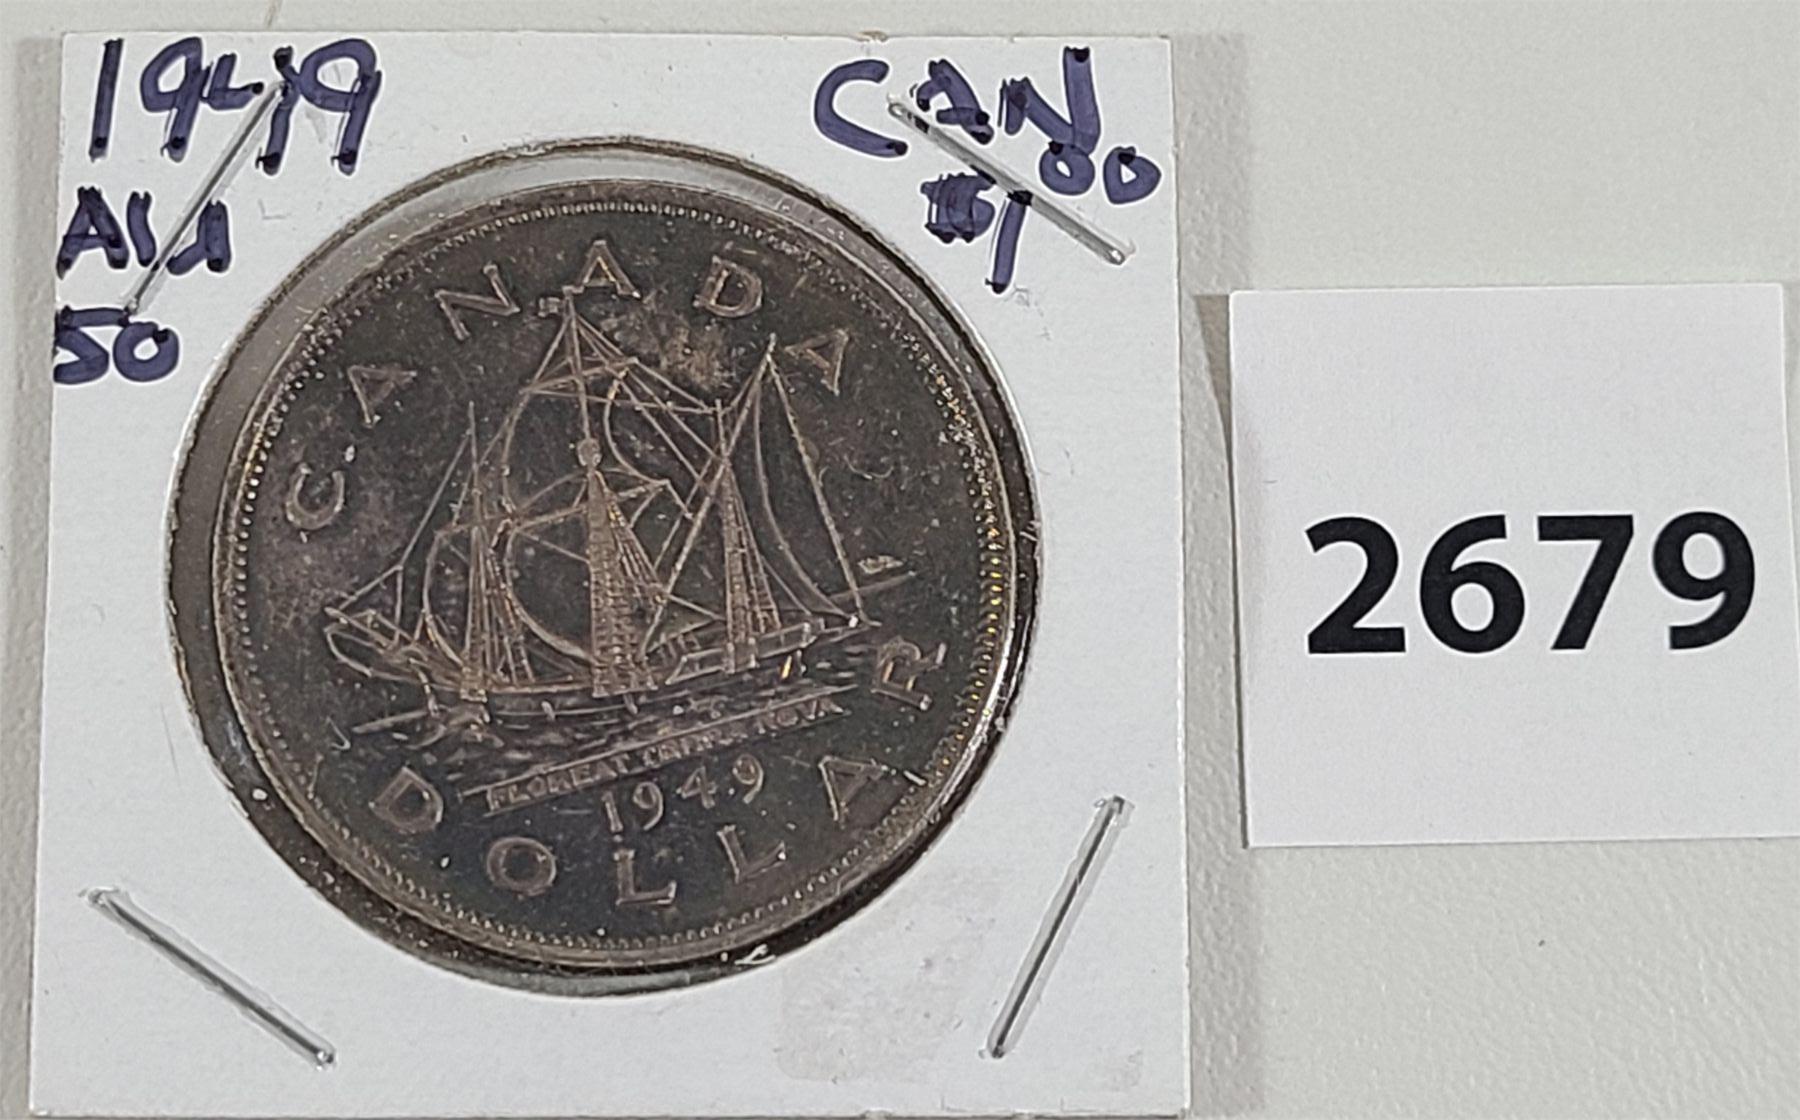 1949
AU
50
CAN
$1.00
CANADA
FLOREAT TERRA NOVA
1949
DOLLAR
2679